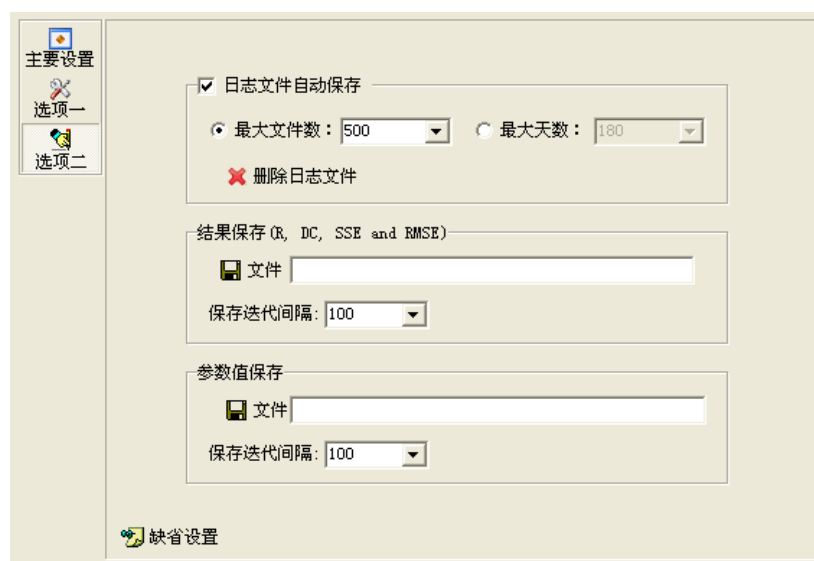 主要设置
选项一
选项二
日志文件自动保存
最大文件数： 500 最大天数： 180
删除日志文件
结果保存(R, DC, SSE and RMSE)
文件
保存迭代间隔: 100
参数值保存
文件
保存迭代间隔: 100
缺省设置